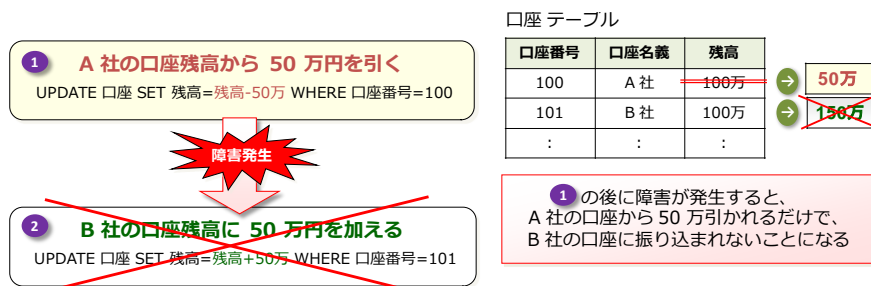 1
A 社の口座残高から 50 万円を引く
UPDATE 口座 SET 残高=残高-50万 WHERE 口座番号=100
障害発生
2
B 社の口座残高に 50 万円を加える
UPDATE 口座 SET 残高=残高+50万 WHERE 口座番号=101
口座 テーブル
口座番号 口座名義 残高
100 A 社 100万 → 50万
101 B 社 100万 → 150万
: : :
1 の後に障害が発生すると、
A 社の口座から 50 万引かれるだけで、
B 社の口座に振り込まれないことになる